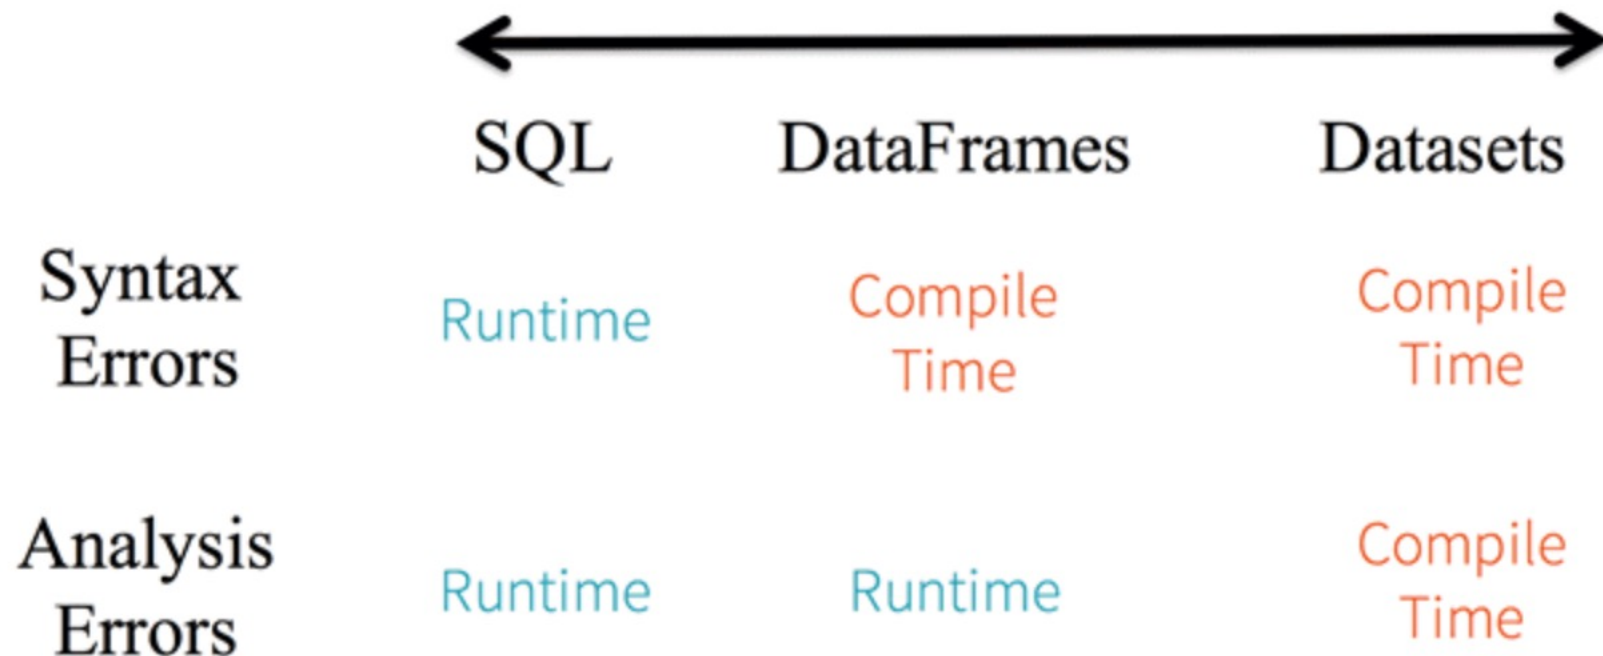 SQL DataFrames Datasets
Syntax
Errors
Runtime
Compile
Time
Compile
Time
Analysis
Errors
Runtime
Runtime
Compile
Time